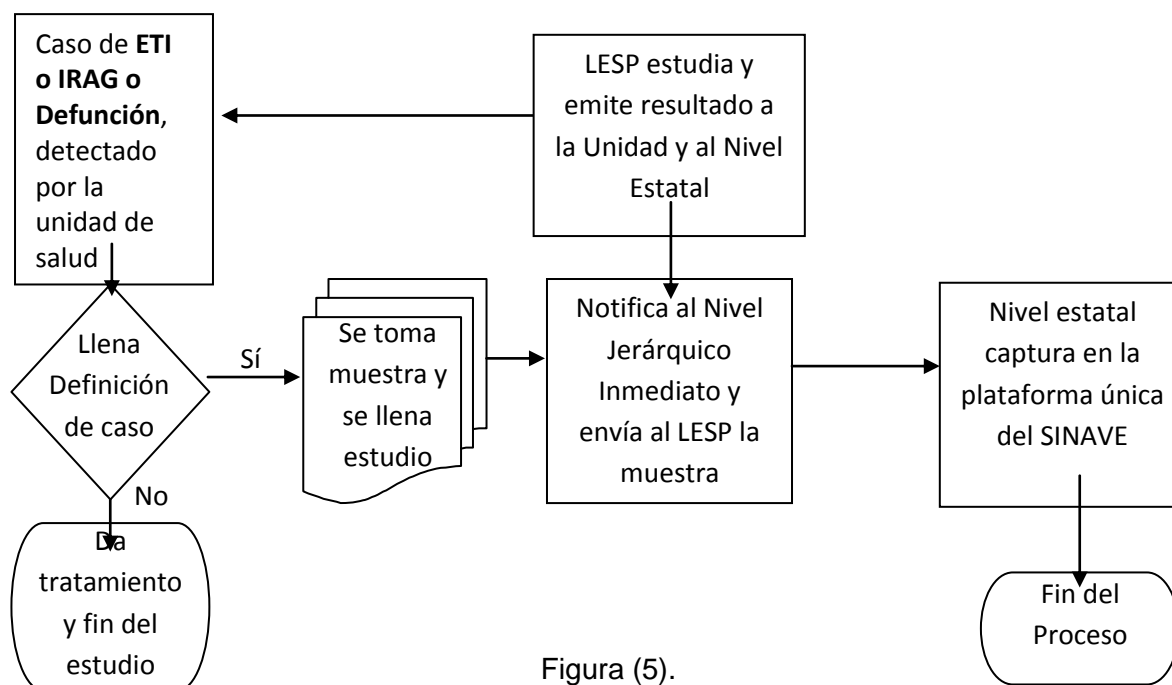 Caso de ETI
o IRAG o
Defunción,
detectado
por la
unidad de
salud
LESP estudia y
emite resultado a
la Unidad y al Nivel
Estatal
Llena
Definición
de caso
Sí
No
Se toma
muestra y
se llena
estudio
Notifica al Nivel
Jerárquico
Inmediato y
envía al LESP la
muestra
Nivel estatal
captura en la
plataforma única
del SINAVE
Da
tratamiento
y fin del
estudio
Fin del
Proceso
Figura (5).